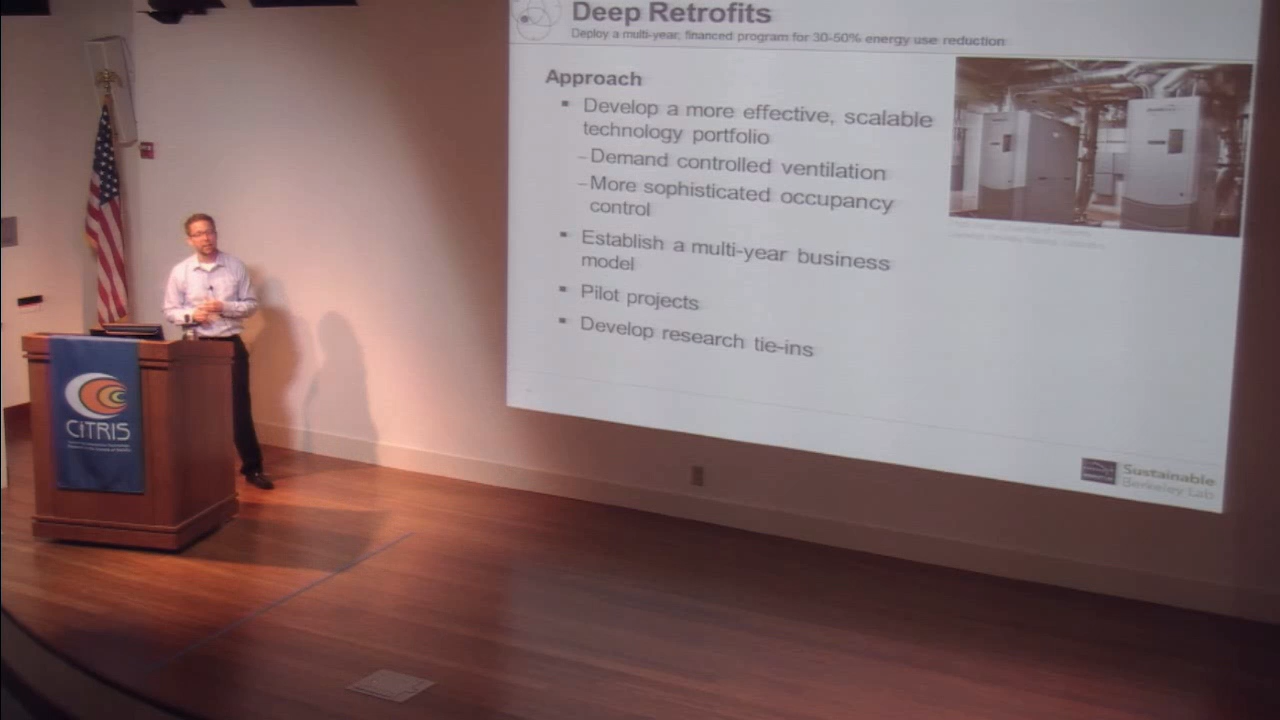 Deep Retrofits
Deploy a multi-year, financed program for 30-50% energy use reduction
Approach
▪ Develop a more effective, scalable
technology portfolio
–Demand controlled ventilation
–More sophisticated occupancy
control
▪ Establish a multi-year business
model
▪ Pilot projects
▪ Develop research tie-ins
Sustainable
Berkeley Lab
CiTRIS